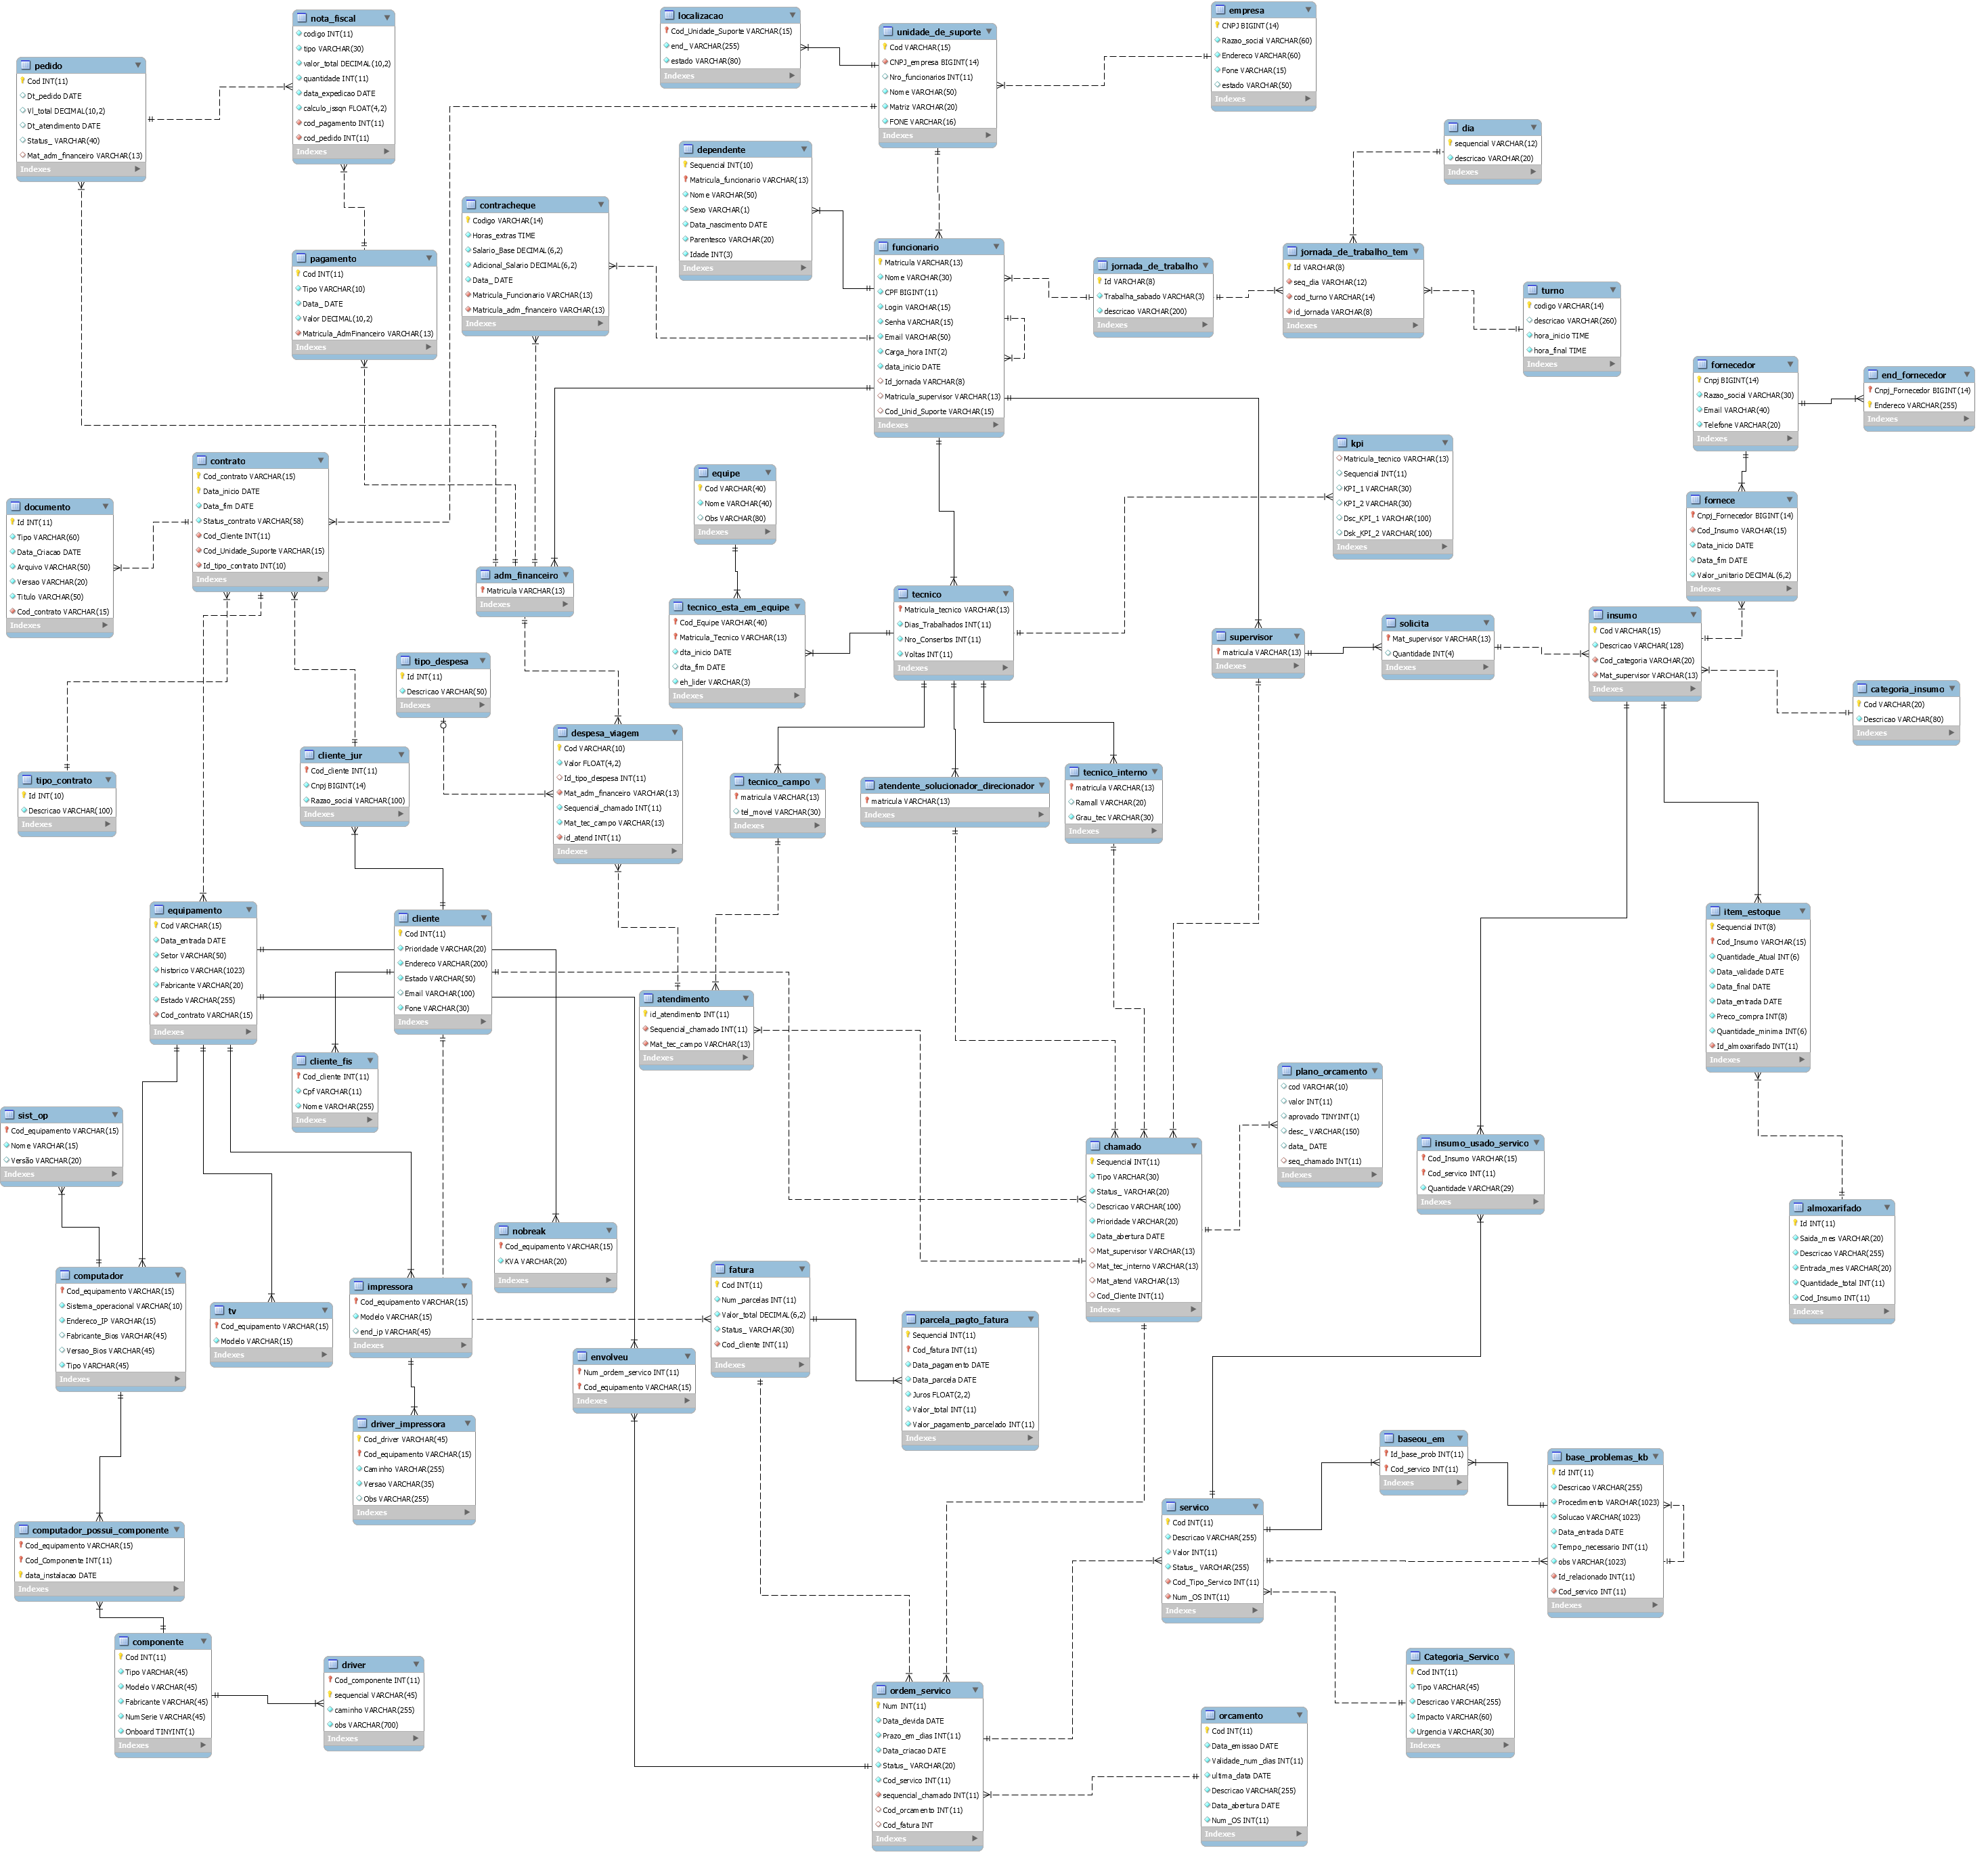 nota_fiscal
codigo INT(11)
tipo VARCHAR(30)
valor_total DECIMAL(10,2)
quantidade INT(11)
data_expedicao DATE
calculo_issqn FLOAT(4,2)
cod_pagamento INT(11)
cod_pedido INT(11)
Indexes
localizacao
Cod_Unidade_Suporte VARCHAR(15)
end_ VARCHAR(255)
estado VARCHAR(80)
Indexes
unidade_de_suporte
Cod VARCHAR(15)
CNPJ_empresa BIGINT(14)
Nro_funcionarios INT(11)
Nome VARCHAR(50)
Matriz VARCHAR(20)
FONE VARCHAR(16)
Indexes
empresa
CNPJ BIGINT(14)
Razao_social VARCHAR(60)
Endereco VARCHAR(60)
Fone VARCHAR(15)
estado VARCHAR(50)
Indexes
pedido
Cod INT(11)
Dt_pedido DATE
Vl_total DECIMAL(10,2)
Dt_atendimento DATE
Status_ VARCHAR(40)
Mat_adm_financeiro VARCHAR(13)
Indexes
dia
sequencial VARCHAR(12)
descricao VARCHAR(20)
Indexes
dependente
Sequencial INT(10)
Matricula_funcionario VARCHAR(13)
Nome VARCHAR(50)
Sexo VARCHAR(1)
Data_nascimento DATE
Parentesco VARCHAR(20)
Idade INT(3)
Indexes
contracheque
Codigo VARCHAR(14)
Horas_extras TIME
Salario_Base DECIMAL(6,2)
Adicional_Salario DECIMAL(6,2)
Data_ DATE
Matricula_Funcionario VARCHAR(13)
Matricula_adm_financeiro VARCHAR(13)
Indexes
pagamento
Cod INT(11)
Tipo VARCHAR(10)
Data_ DATE
Valor DECIMAL(10,2)
Matricula_AdmFinanceiro VARCHAR(13)
Indexes
funcionario
Matricula VARCHAR(13)
Nome VARCHAR(30)
CPF BIGINT(11)
Login VARCHAR(15)
Senha VARCHAR(15)
Email VARCHAR(50)
Carga_hora INT(2)
data_inicio DATE
Id_jornada VARCHAR(8)
Matricula_supervisor VARCHAR(13)
Cod_Unid_Suporte VARCHAR(15)
Indexes
jornada_de_trabalho
Id VARCHAR(8)
Trabalha_sabado VARCHAR(3)
descricao VARCHAR(200)
Indexes
jornada_de_trabalho_tem
Id VARCHAR(8)
seq_dia VARCHAR(12)
cod_turno VARCHAR(14)
id_jornada VARCHAR(8)
Indexes
turno
codigo VARCHAR(14)
descricao VARCHAR(260)
hora_inicio TIME
hora_final TIME
Indexes
fornecedor
Cnpj BIGINT(14)
Razao_social VARCHAR(30)
Email VARCHAR(40)
Telefone VARCHAR(20)
Indexes
end_fornecedor
Cnpj_Fornecedor BIGINT(14)
Endereco VARCHAR(255)
Indexes
kpi
Matricula_tecnico VARCHAR(13)
Sequencial INT(11)
KPI_1 VARCHAR(30)
KPI_2 VARCHAR(30)
Dsc_KPI_1 VARCHAR(100)
Dsk_KPI_2 VARCHAR(100)
Indexes
contrato
Cod_contrato VARCHAR(15)
Data_inicio DATE
Data_fim DATE
Status_contrato VARCHAR(58)
Cod_Cliente INT(11)
Cod_Unidade_Suporte VARCHAR(15)
Id_tipo_contrato INT(10)
Indexes
equipe
Cod VARCHAR(40)
Nome VARCHAR(40)
Obs VARCHAR(80)
Indexes
documento
Id INT(11)
Tipo VARCHAR(60)
Data_Criacao DATE
Arquivo VARCHAR(50)
Versao VARCHAR(20)
Titulo VARCHAR(50)
Cod_contrato VARCHAR(15)
Indexes
fornece
Cnpj_Fornecedor BIGINT(14)
Cod_Insumo VARCHAR(15)
Data_inicio DATE
Data_fim DATE
Valor_unitario DECIMAL(6,2)
Indexes
adm_financeiro
Matricula VARCHAR(13)
Indexes
tecnico_esta_em_equipe
Cod_Equipe VARCHAR(40)
Matricula_Tecnico VARCHAR(13)
dta_inicio DATE
dta_fim DATE
eh_lider VARCHAR(3)
Indexes
tecnico
Matricula_tecnico VARCHAR(13)
Dias_Trabalhados INT(11)
Nro_Consertos INT(11)
Voltas INT(11)
Indexes
supervisor
matricula VARCHAR(13)
Indexes
solicita
Mat_supervisor VARCHAR(13)
Quantidade INT(4)
Indexes
insumo
Cod VARCHAR(15)
Descricao VARCHAR(128)
Cod_categoria VARCHAR(20)
Mat_supervisor VARCHAR(13)
Indexes
tipo_despesa
Id INT(11)
Descricao VARCHAR(50)
Indexes
categoria_insumo
Cod VARCHAR(20)
Descricao VARCHAR(80)
Indexes
tipo_contrato
Id INT(10)
Descricao VARCHAR(100)
Indexes
cliente_jur
Cod_cliente INT(11)
Cnpj BIGINT(14)
Razao_social VARCHAR(100)
Indexes
despesa_viagem
Cod VARCHAR(10)
Valor FLOAT(4,2)
Id_tipo_despesa INT(11)
Mat_adm_financeiro VARCHAR(13)
Sequencial_chamado INT(11)
Mat_tec_campo VARCHAR(13)
id_atend INT(11)
Indexes
tecnico_campo
matricula VARCHAR(13)
tel_movel VARCHAR(30)
Indexes
atendente_solucionador_direcionador
matricula VARCHAR(13)
Indexes
tecnico_interno
matricula VARCHAR(13)
Ramall VARCHAR(20)
Grau_tec VARCHAR(30)
Indexes
equipamento
Cod VARCHAR(15)
Data_entrada DATE
Setor VARCHAR(50)
historico VARCHAR(1023)
Fabricante VARCHAR(20)
Estado VARCHAR(255)
Cod_contrato VARCHAR(15)
Indexes
cliente
Cod INT(11)
Prioridade VARCHAR(20)
Endereco VARCHAR(200)
Estado VARCHAR(50)
Email VARCHAR(100)
Fone VARCHAR(30)
Indexes
item_estoque
Sequencial INT(8)
Cod_Insumo VARCHAR(15)
Quantidade_Atual INT(6)
Data_validade DATE
Data_final DATE
Data_entrada DATE
Preco_compra INT(8)
Quantidade_minima INT(6)
Id_almoxarifado INT(11)
Indexes
atendimento
id_atendimento INT(11)
Sequencial_chamado INT(11)
Mat_tec_campo VARCHAR(13)
Indexes
cliente_fis
Cod_cliente INT(11)
Cpf VARCHAR(11)
Nome VARCHAR(255)
Indexes
plano_orcamento
cod VARCHAR(10)
valor INT(11)
aprovado TINYINT(1)
desc_ VARCHAR(150)
data_ DATE
seq_chamado INT(11)
Indexes
sist_op
Cod_equipamento VARCHAR(15)
Nome VARCHAR(15)
Versão VARCHAR(20)
Indexes
chamado
Sequencial INT(11)
Tipo VARCHAR(30)
Status_ VARCHAR(20)
Descricao VARCHAR(100)
Prioridade VARCHAR(20)
Data_abertura DATE
Mat_supervisor VARCHAR(13)
Mat_tec_interno VARCHAR(13)
Mat_atend VARCHAR(13)
Cod_Cliente INT(11)
Indexes
insumo_usado_servico
Cod_Insumo VARCHAR(15)
Cod_servico INT(11)
Quantidade VARCHAR(29)
Indexes
almoxarifado
Id INT(11)
Saida_mes VARCHAR(20)
Descricao VARCHAR(255)
Entrada_mes VARCHAR(20)
Quantidade_total INT(11)
Cod_Insumo INT(11)
Indexes
nobreak
Cod_equipamento VARCHAR(15)
KVA VARCHAR(20)
Indexes
computador
Cod_equipamento VARCHAR(15)
Sistema_operacional VARCHAR(10)
Endereco_IP VARCHAR(15)
Fabricante_Bios VARCHAR(45)
Versao_Bios VARCHAR(45)
Tipo VARCHAR(45)
Indexes
tv
Cod_equipamento VARCHAR(15)
Modelo VARCHAR(15)
Indexes
impressora
Cod_equipamento VARCHAR(15)
Modelo VARCHAR(15)
end_ip VARCHAR(45)
Indexes
fatura
Cod INT(11)
Num_parcelas INT(11)
Valor_total DECIMAL(6,2)
Status_ VARCHAR(30)
Cod_cliente INT(11)
Indexes
parcela_pagto_fatura
Sequencial INT(11)
Cod_fatura INT(11)
Data_pagamento DATE
Data_parcela DATE
Juros FLOAT(2,2)
Valor_total INT(11)
Valor_pagamento_parcelado INT(11)
Indexes
envolveu
Num_ordem_servico INT(11)
Cod_equipamento VARCHAR(15)
Indexes
driver_impressora
Cod_driver VARCHAR(45)
Cod_equipamento VARCHAR(15)
Caminho VARCHAR(255)
Versao VARCHAR(35)
Obs VARCHAR(255)
Indexes
baseou_em
Id_base_prob INT(11)
Cod_servico INT(11)
Indexes
base_problemas_kb
Id INT(11)
Descricao VARCHAR(255)
Procedimento VARCHAR(1023)
Solucao VARCHAR(1023)
Data_entrada DATE
Tempo_necessario INT(11)
obs VARCHAR(1023)
Id_relacionado INT(11)
Cod_servico INT(11)
Indexes
servico
Cod INT(11)
Descricao VARCHAR(255)
Valor INT(11)
Status_ VARCHAR(255)
Cod_Tipo_Servico INT(11)
Num_OS INT(11)
Indexes
computador_possui_componente
Cod_equipamento VARCHAR(15)
Cod_Componente INT(11)
data_instalacao DATE
Indexes
componente
Cod INT(11)
Tipo VARCHAR(45)
Modelo VARCHAR(45)
Fabricante VARCHAR(45)
NumSerie VARCHAR(45)
Onboard TINYINT(1)
Indexes
driver
Cod_componente INT(11)
sequencial VARCHAR(45)
caminho VARCHAR(255)
obs VARCHAR(700)
Indexes
Categoria_Servico
Cod INT(11)
Tipo VARCHAR(45)
Descricao VARCHAR(255)
Impacto VARCHAR(60)
Urgencia VARCHAR(30)
Indexes
ordem_servico
Num INT(11)
Data_devida DATE
Prazo_em_dias INT(11)
Data_criacao DATE
Status_ VARCHAR(20)
Cod_servico INT(11)
sequencial_chamado INT(11)
Cod_orcamento INT(11)
Cod_fatura INT
Indexes
orcamento
Cod INT(11)
Data_emissao DATE
Validade_num_dias INT(11)
ultima_data DATE
Descricao VARCHAR(255)
Data_abertura DATE
Num_OS INT(11)
Indexes